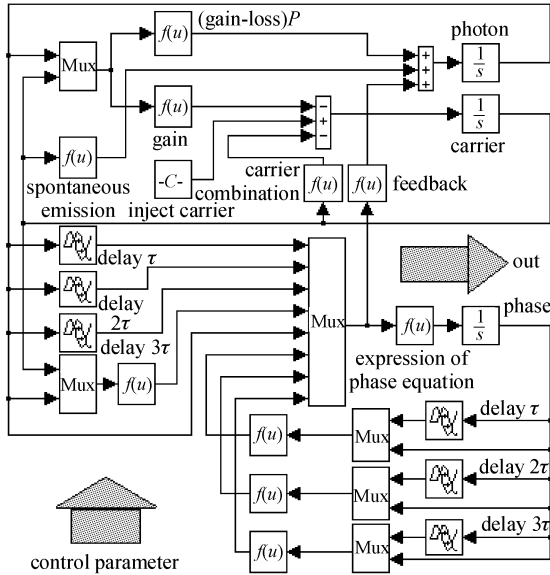 (gain-loss)P
photon
f(u)
Mux
+
+
+
1/s
f(u)
gain
−
+
−
1/s
carrier
f(u)
spontaneous
emission
-C-
inject carrier
carrier
combination
f(u)
f(u)
feedback
delay τ
delay
2τ
delay 3τ
Mux
f(u)
Mux
out
f(u)
expression of
phase equation
1/s
phase
f(u)
Mux
delay τ
f(u)
Mux
delay 2τ
f(u)
Mux
delay 3τ
control parameter